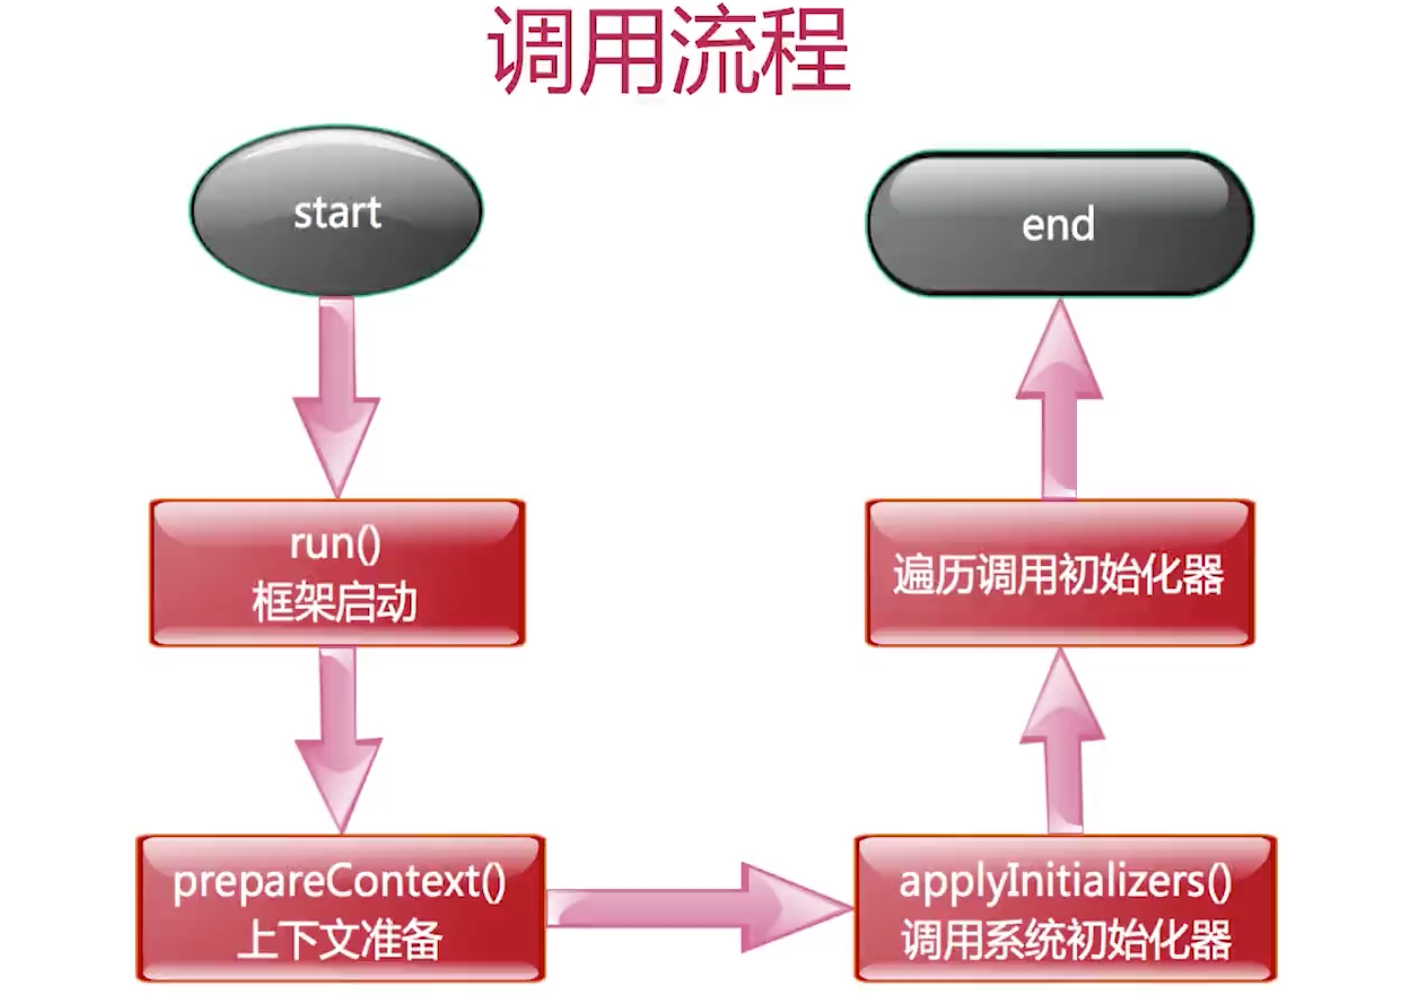 调用流程
start
run()
框架启动
prepareContext()
上下文准备
applyInitializers()
调用系统初始化器
遍历调用初始化器
end